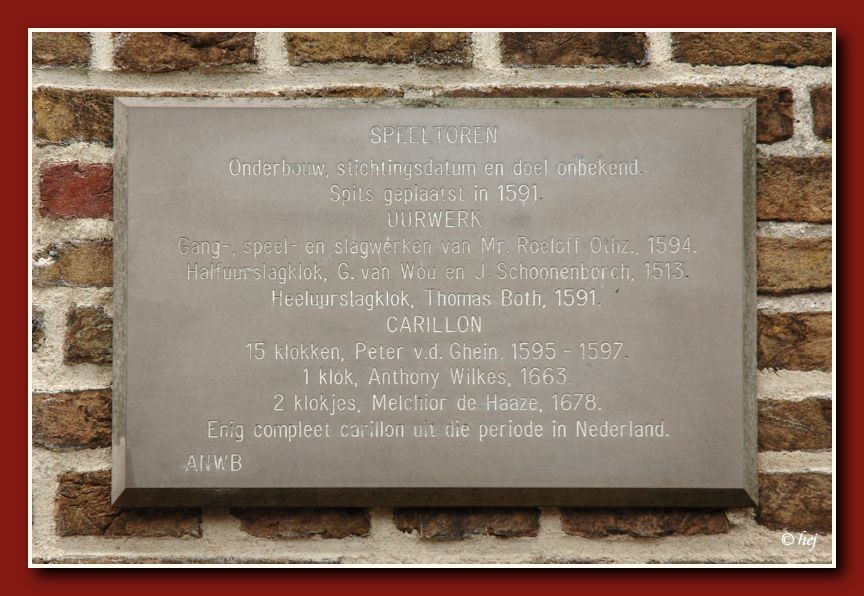 SPEELTOREN
Onderbouw, stichtingsdatum en doel onbekend.
Spits geplaatst in 1591.
UURWERK
Gang-, speel- en slagwerken van Mr. Roeloff Othz., 1594.
Halfuurslagklok, G. van Wou en J. Schoonenborch, 1513.
Heeluurslagklok, Thomas Both, 1591.
CARILLON
15 klokken, Peter v.d. Ghein, 1595 - 1597.
1 klok, Anthony Wilkes, 1663.
2 klokjes, Melchior de Haaze, 1678.
Enig compleet carillon uit die periode in Nederland.
ANWB
© hej